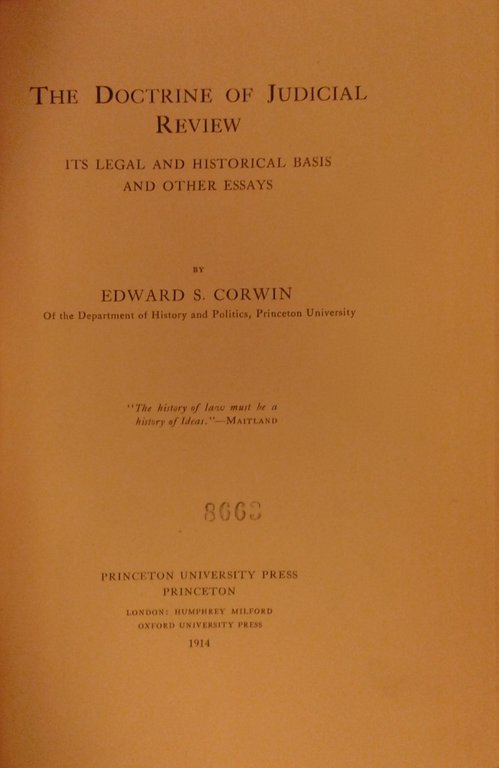 THE DOCTRINE OF JUDICIAL
REVIEW
ITS LEGAL AND HISTORICAL BASIS
AND OTHER ESSAYS
BY
EDWARD S. CORWIN
Of the Department of History and Politics, Princeton University
"The history of law must be a
history of Ideas."—MAITLAND
PRINCETON UNIVERSITY PRESS
PRINCETON
LONDON: HUMPHREY MILFORD
OXFORD UNIVERSITY PRESS
1914